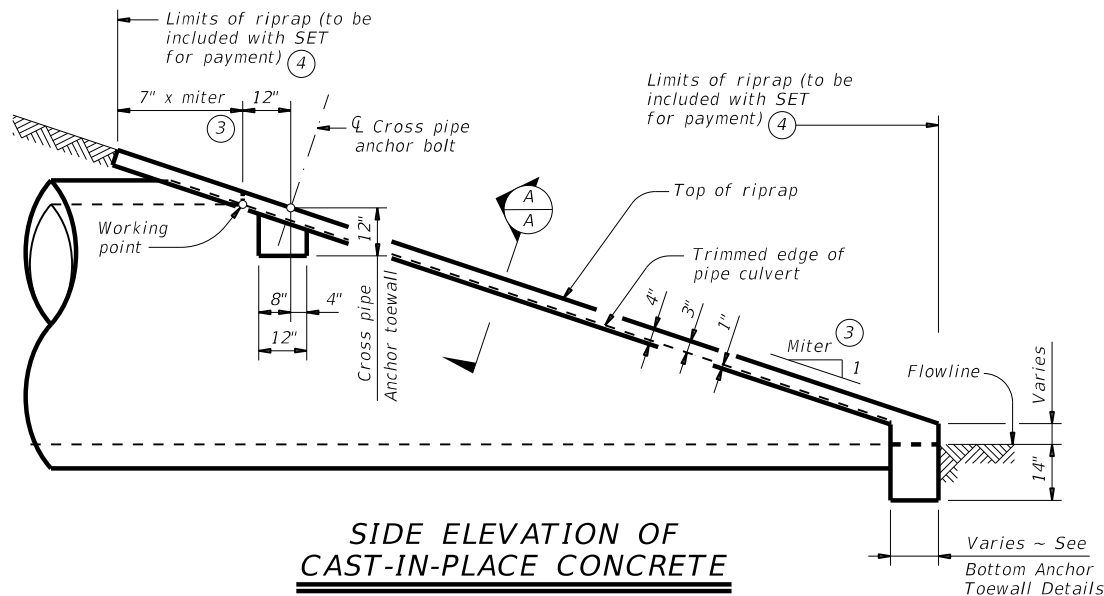 Limits of riprap (to be
included with SET
for payment) 4
7" x miter
12"
3
℄ Cross pipe
anchor bolt
Limits of riprap (to be
included with SET
for payment) 4
A
A
Top of riprap
Working
point
12"
Trimmed edge of
pipe culvert
8"
4"
12"
Cross pipe
Anchor toewall
4"
3"
1"
Miter 3
1
Flowline
Varies
14"
SIDE ELEVATION OF
CAST-IN-PLACE CONCRETE
Varies ~ See
Bottom Anchor
Toewall Details